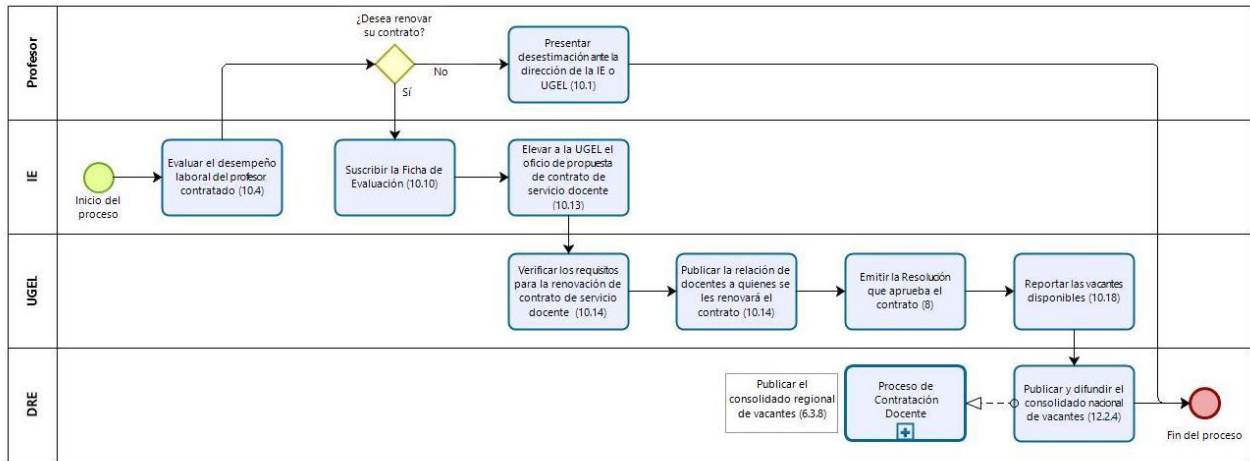 Profesor
¿Desea renovar
su contrato?
No
Sí
Presentar
desestimación ante la
dirección de la IE o
UGEL (10.1)
IE
Inicio del
proceso
Evaluar el desempeño
laboral del profesor
contratado (10.4)
Suscribir la Ficha de
Evaluación (10.10)
Elevar a la UGEL el
oficio de propuesta
de contrato de
servicio docente
(10.13)
UGEL
Verificar los requisitos
para la renovación de
contrato de servicio
docente (10.14)
Publicar la relación de
docentes a quienes se
les renovará el
contrato (10.14)
Emitir la Resolución
que aprueba el
contrato (8)
Reportar las vacantes
disponibles (10.18)
DRE
Publicar el
consolidado regional
de vacantes (6.3.8)
Proceso de
Contratación
Docente
Publicar y difundir el
consolidado nacional
de vacantes (12.2.4)
Fin del proceso